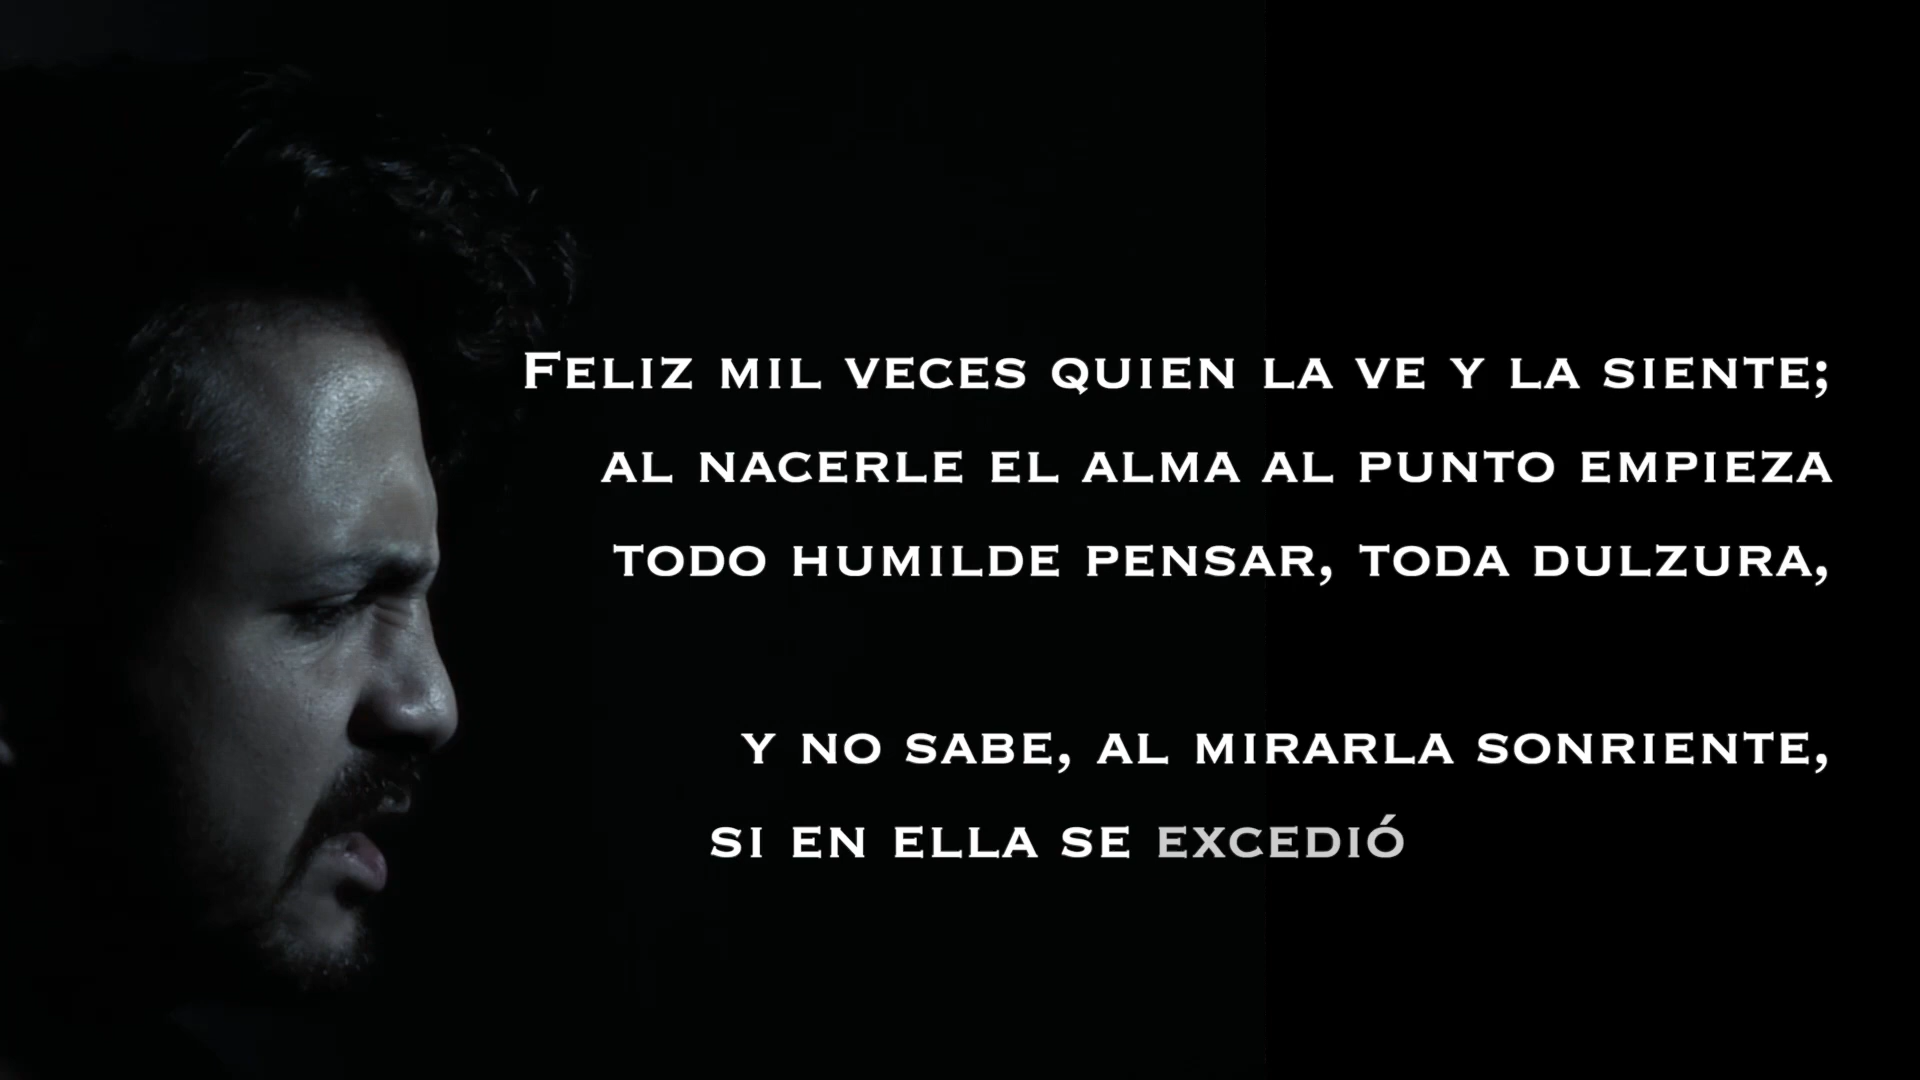 Feliz mil veces quien la ve y la siente;
al nacerle el alma al punto empieza
todo humilde pensar, toda dulzura,
y no sabe, al mirarla sonriente,
si en ella se excedió